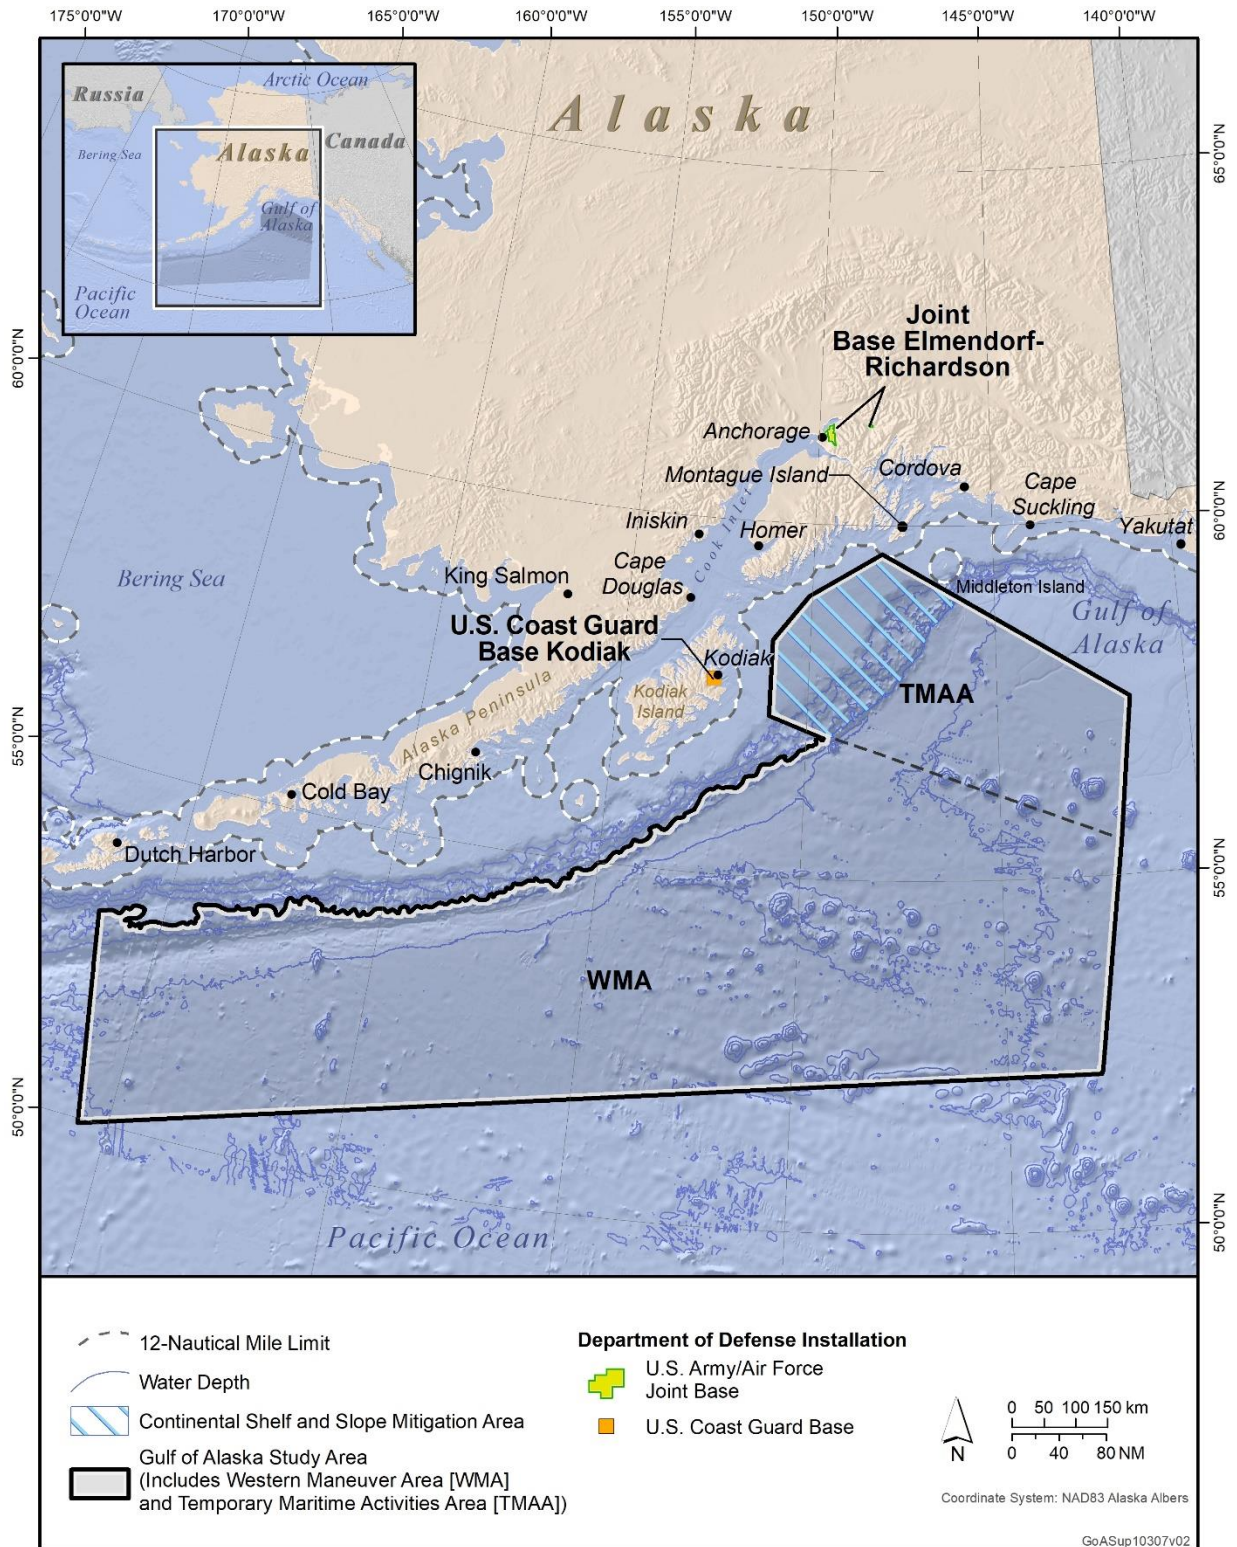 175°0'0"W
170°0'0"W
165°0'0"W
160°0'0"W
155°0'0"W
150°0'0"W
145°0'0"W
140°0'0"W
Arctic Ocean
Russia
Canada
Bering Sea
Alaska
Gulf of
Alaska
Pacific
Ocean
Alaska
65°0'0"N
60°0'0"N
Joint
Base Elmendorf-
Richardson
Anchorage
Montague Island
Cordova
Cape
Suckling
60°0'0"N
Yakutat
Iniskin
Homer
Cook Inlet
Cape
Douglas
Bering Sea
King Salmon
Middleton Island
Gulf of
Alaska
U.S. Coast Guard
Base Kodiak
Kodiak
Kodiak
Island
TMAA
Alaska Peninsula
55°0'0"N
Chignik
Cold Bay
Dutch Harbor
55°0'0"N
WMA
50°0'0"N
50°0'0"N
Pacific Ocean
12-Nautical Mile Limit
Water Depth
Continental Shelf and Slope Mitigation Area
Gulf of Alaska Study Area
(Includes Western Maneuver Area [WMA]
and Temporary Maritime Activities Area [TMAA])
Department of Defense Installation
U.S. Army/Air Force
Joint Base
U.S. Coast Guard Base
N
0 50 100 150 km
0 40 80 NM
Coordinate System: NAD83 Alaska Albers
GoASup10307v02